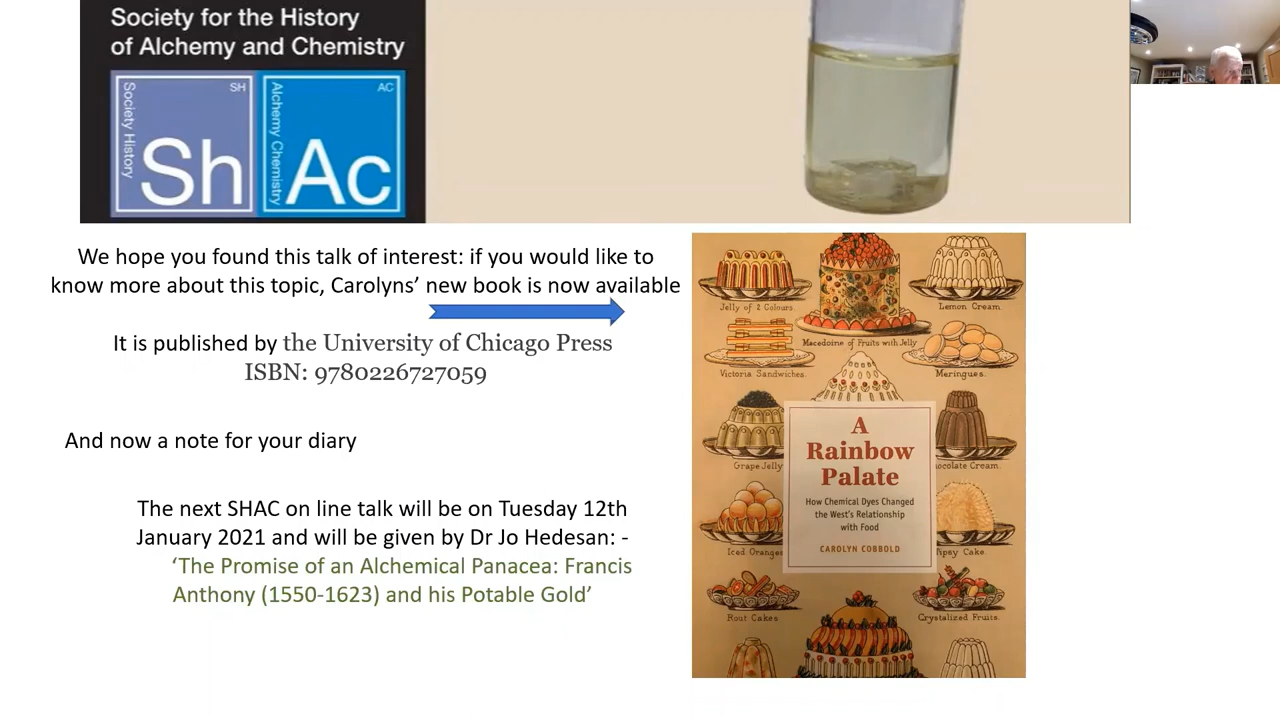 Society for the History
of Alchemy and Chemistry
Society History
SH
Sh
Alchemy Chemistry
AC
Ac
We hope you found this talk of interest: if you would like to
know more about this topic, Carolyns’ new book is now available
It is published by the University of Chicago Press
ISBN: 9780226727059
And now a note for your diary
The next SHAC on line talk will be on Tuesday 12th
January 2021 and will be given by Dr Jo Hedesan: -
‘The Promise of an Alchemical Panacea: Francis
Anthony (1550-1623) and his Potable Gold’
Jelly of 2 Colours.
Lemon Cream.
Macedoine of Fruits with Jelly
Victoria Sandwiches.
Meringues.
A
Rainbow
Palate
How Chemical Dyes Changed
the West's Relationship
with Food
CAROLYN COBBOLD
Grape Jelly
ocolate Cream.
Iced Oranges
ipsy Cake.
Rout Cakes
Crystalized Fruits.